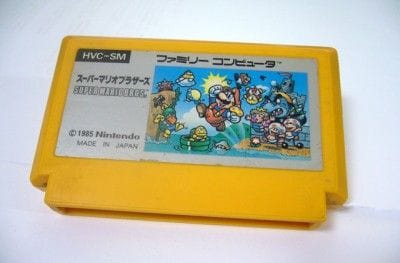 HVC-SM
ファミリー コンピュータ
スーパーマリオブラザーズ
SUPER MARIO BROS.
©1985 Nintendo
MADE IN JAPAN